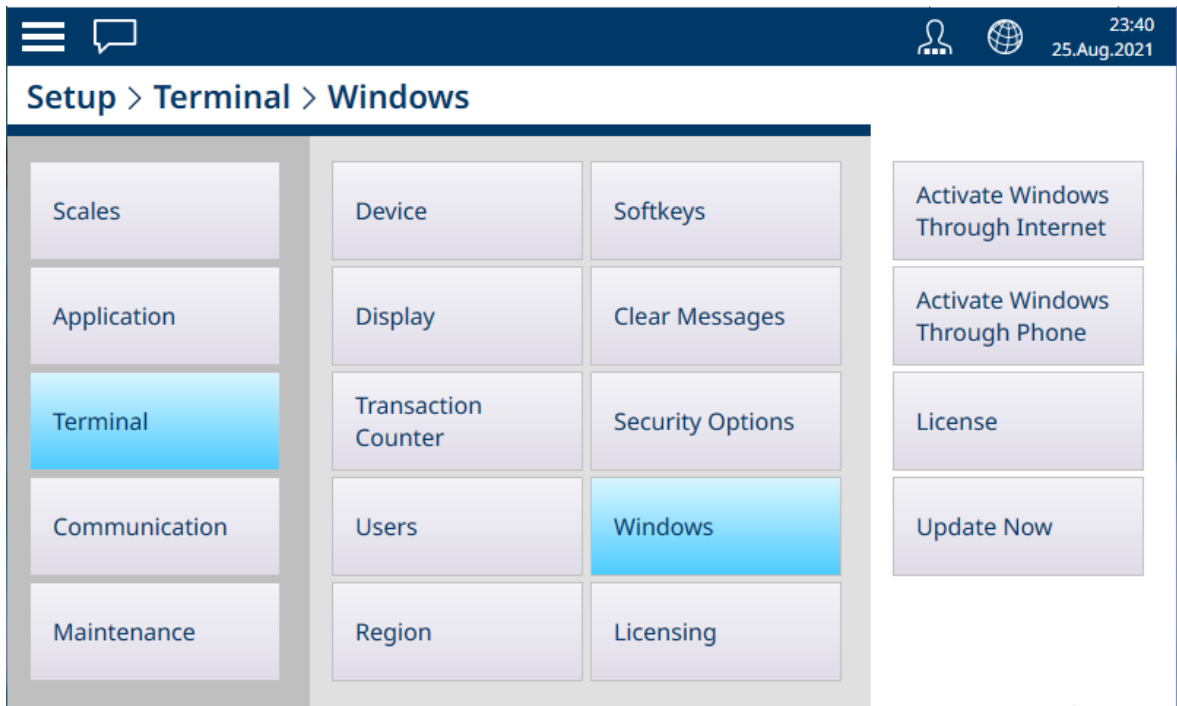 23:40
25.Aug.2021
Setup > Terminal > Windows
Scales
Device
Softkeys
Activate Windows
Through Internet
Application
Display
Clear Messages
Activate Windows
Through Phone
Terminal
Transaction
Counter
Security Options
License
Communication
Users
Windows
Update Now
Maintenance
Region
Licensing